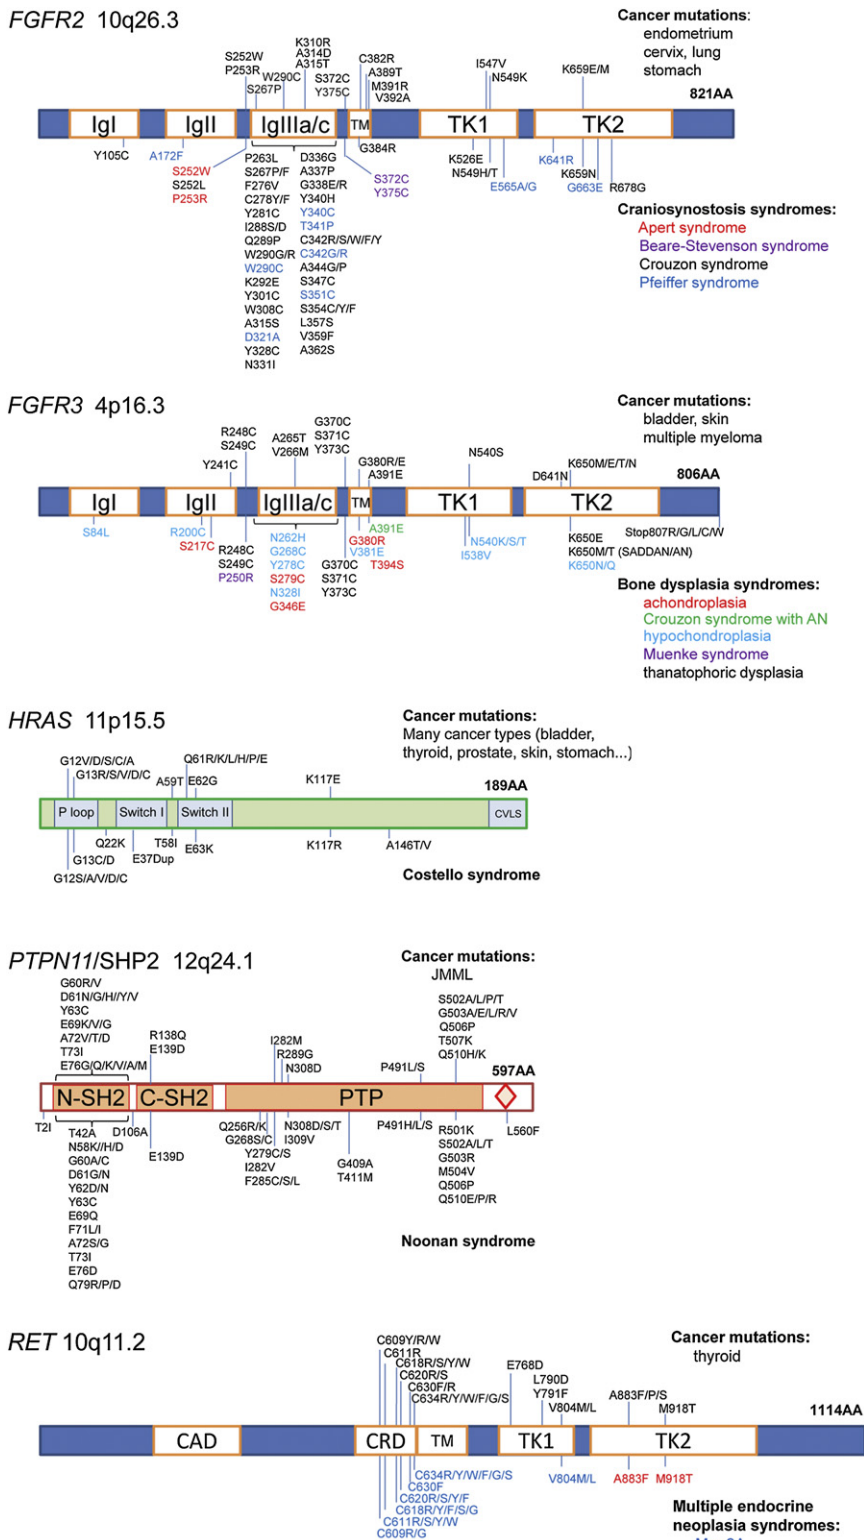 FGFR2 10q26.3
Cancer mutations:
endometrium
cervix, lung
stomach
821AA
S252W
P253R
S267P
W290C
K310R
A314D
A315T
S372C
Y375C
C382R
A389T
M391R
V392A
I547V
N549K
K659E/M
IgI
IgII
IgIIIa/c
TM
TK1
TK2
Y105C
A172F
S252W
S252L
P253R
P263L
S267P/F
F276V
C278Y/F
Y281C
I288S/D
Q289P
W290G/R
W290C
K292E
Y301C
W308C
A315S
D321A
Y328C
N331I
D336G
A337P
G338E/R
Y340H
Y340C
T341P
C342R/S/W/F/Y
C342G/R
A344G/P
S347C
S351C
S354C/Y/F
L357S
V359F
A362S
S372C
Y375C
G384R
K526E
N549H/T
E565A/G
K641R
K659N
G663E
R678G
Craniosynostosis syndromes:
Apert syndrome
Beare-Stevenson syndrome
Crouzon syndrome
Pfeiffer syndrome
FGFR3 4p16.3
Cancer mutations:
bladder, skin
multiple myeloma
806AA
Y241C
R248C
S249C
A265T
V266M
G370C
S371C
Y373C
G380R/E
A391E
N540S
D641N
K650M/E/T/N
IgI
IgII
IgIIIa/c
TM
TK1
TK2
S84L
R200C
S217C
R248C
S249C
P250R
N262H
G268C
Y278C
S279C
N328I
G346E
G370C
S371C
Y373C
A391E
G380R
V381E
T394S
N540K/S/T
I538V
K650E
K650M/T (SADDAN/AN)
K650N/Q
Stop807R/G/L/C/W
Bone dysplasia syndromes:
achondroplasia
Crouzon syndrome with AN
hypochondroplasia
Muenke syndrome
thanatophoric dysplasia
HRAS 11p15.5
Cancer mutations:
Many cancer types (bladder,
thyroid, prostate, skin, stomach...)
189AA
G12V/D/S/C/A
G13R/S/V/D/C
A59T
Q61R/K/L/H/P/E
E62G
K117E
P loop
Switch I
Switch II
CVLS
Q22K
G13C/D
G12S/A/V/D/C
E37Dup
T58I
E63K
K117R
A146T/V
Costello syndrome
PTPN11/SHP2 12q24.1
Cancer mutations:
JMML
597AA
G60R/V
D61N/G/H//Y/V
Y63C
E69K/V/G
A72V/T/D
T73I
E76G/Q/K/V/A/M
R138Q
E139D
I282M
R289G
N308D
P491L/S
S502A/L/P/T
G503A/E/L/R/V
Q506P
T507K
Q510H/K
N-SH2
C-SH2
PTP
T2I
T42A
N58K//H/D
G60A/C
D61G/N
Y62D/N
Y63C
E69Q
F71L/I
A72S/G
T73I
E76D
Q79R/P/D
D106A
E139D
Q256R/K
G268S/C
Y279C/S
I282V
F285C/S/L
N308D/S/T
I309V
G409A
T411M
P491H/L/S
R501K
S502A/L/T
G503R
M504V
Q506P
Q510E/P/R
L560F
Noonan syndrome
RET 10q11.2
Cancer mutations:
thyroid
1114AA
C609Y/R/W
C611R
C618R/S/Y/W
C620R/S
C630F/R
C634R/Y/W/F/G/S
E768D
L790D
Y791F
V804M/L
A883F/P/S
M918T
CAD
CRD
TM
TK1
TK2
C634R/Y/W/F/G/S
C630F
C620R/S/Y/F
C618R/Y/F/S/G
C611R/S/Y/W
C609R/G
V804M/L
A883F
M918T
Multiple endocrine
neoplasia syndromes: